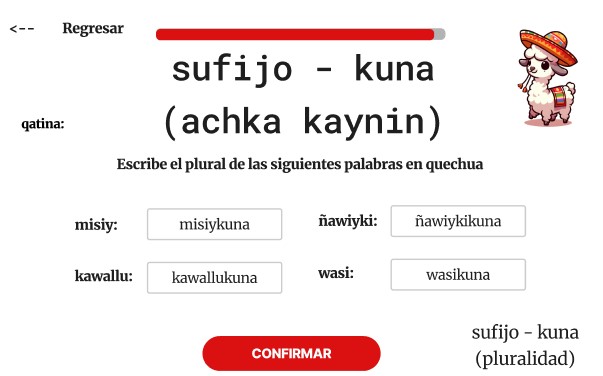 <-- Regresar
sufijo - kuna
(achka kaynin)
qatina:
Escribe el plural de las siguientes palabras en quechua
misiy: misiykuna
ñawiyki: ñawiykikuna
kawallu: kawallukuna
wasi: wasikuna
CONFIRMAR
sufijo - kuna
(pluralidad)